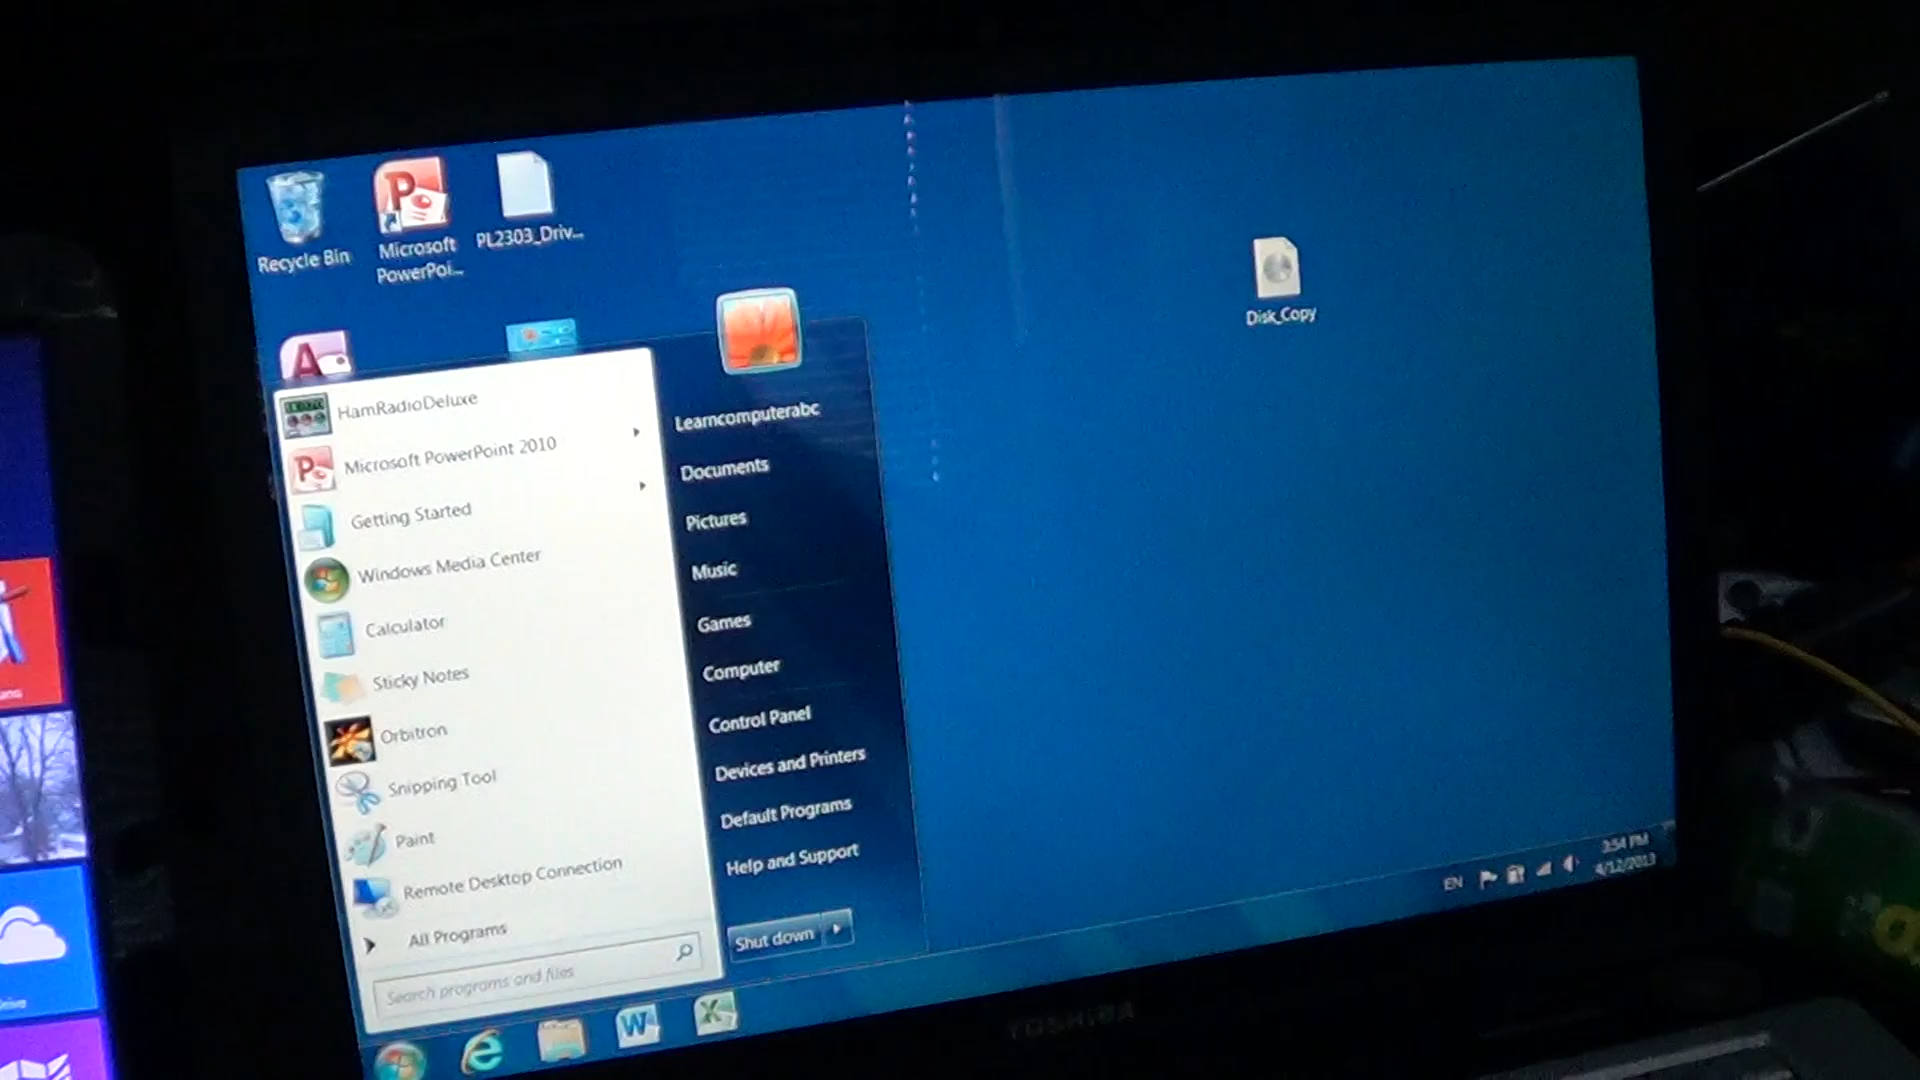 Recycle Bin
Microsoft
PowerPoi...
PL2303_Driv...
Disk_Copy
HamRadioDeluxe
Microsoft PowerPoint 2010
Getting Started
Windows Media Center
Calculator
Sticky Notes
Orbitron
Snipping Tool
Paint
Remote Desktop Connection
All Programs
Search programs and files
Learncomputerabc
Documents
Pictures
Music
Games
Computer
Control Panel
Devices and Printers
Default Programs
Help and Support
Shut down
EN
3:54 PM
4/12/2013
TOSHIBA